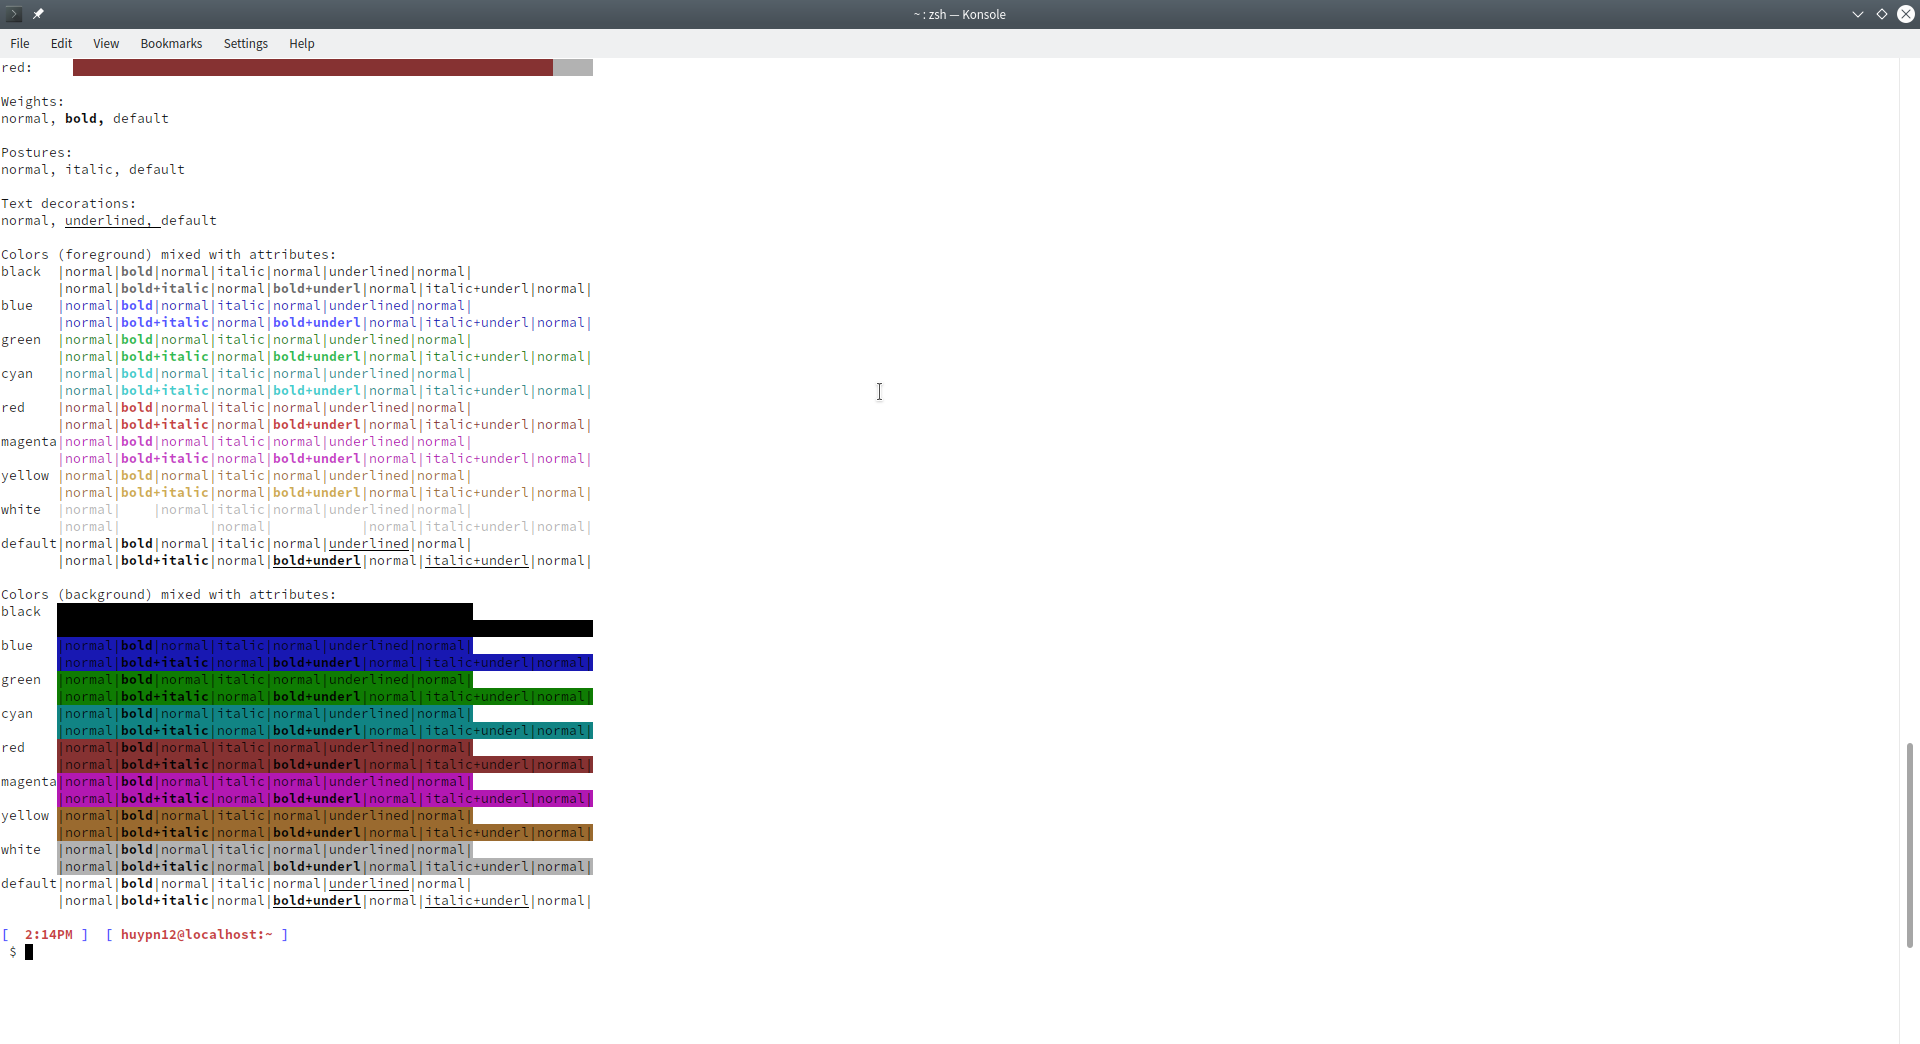 ~ : zsh — Konsole
File Edit View Bookmarks Settings Help
red:
Weights:
normal, bold, default
Postures:
normal, italic, default
Text decorations:
normal, underlined, default
Colors (foreground) mixed with attributes:
black |normal|bold|normal|italic|normal|underlined|normal|
|normal|bold+italic|normal|bold+underl|normal|italic+underl|normal|
blue |normal|bold|normal|italic|normal|underlined|normal|
|normal|bold+italic|normal|bold+underl|normal|italic+underl|normal|
green |normal|bold|normal|italic|normal|underlined|normal|
|normal|bold+italic|normal|bold+underl|normal|italic+underl|normal|
cyan |normal|bold|normal|italic|normal|underlined|normal|
|normal|bold+italic|normal|bold+underl|normal|italic+underl|normal|
red |normal|bold|normal|italic|normal|underlined|normal|
|normal|bold+italic|normal|bold+underl|normal|italic+underl|normal|
magenta|normal|bold|normal|italic|normal|underlined|normal|
|normal|bold+italic|normal|bold+underl|normal|italic+underl|normal|
yellow |normal|bold|normal|italic|normal|underlined|normal|
|normal|bold+italic|normal|bold+underl|normal|italic+underl|normal|
white |normal| |normal|italic|normal|underlined|normal|
|normal| |normal| |normal|italic+underl|normal|
default|normal|bold|normal|italic|normal|underlined|normal|
|normal|bold+italic|normal|bold+underl|normal|italic+underl|normal|
Colors (background) mixed with attributes:
black
blue |normal|bold|normal|italic|normal|underlined|normal|
|normal|bold+italic|normal|bold+underl|normal|italic+underl|normal|
green |normal|bold|normal|italic|normal|underlined|normal|
|normal|bold+italic|normal|bold+underl|normal|italic+underl|normal|
cyan |normal|bold|normal|italic|normal|underlined|normal|
|normal|bold+italic|normal|bold+underl|normal|italic+underl|normal|
red |normal|bold|normal|italic|normal|underlined|normal|
|normal|bold+italic|normal|bold+underl|normal|italic+underl|normal|
magenta|normal|bold|normal|italic|normal|underlined|normal|
|normal|bold+italic|normal|bold+underl|normal|italic+underl|normal|
yellow |normal|bold|normal|italic|normal|underlined|normal|
|normal|bold+italic|normal|bold+underl|normal|italic+underl|normal|
white |normal|bold|normal|italic|normal|underlined|normal|
|normal|bold+italic|normal|bold+underl|normal|italic+underl|normal|
default|normal|bold|normal|italic|normal|underlined|normal|
|normal|bold+italic|normal|bold+underl|normal|italic+underl|normal|
[ 2:14PM ] [ huypn12@localhost:~ ]
$